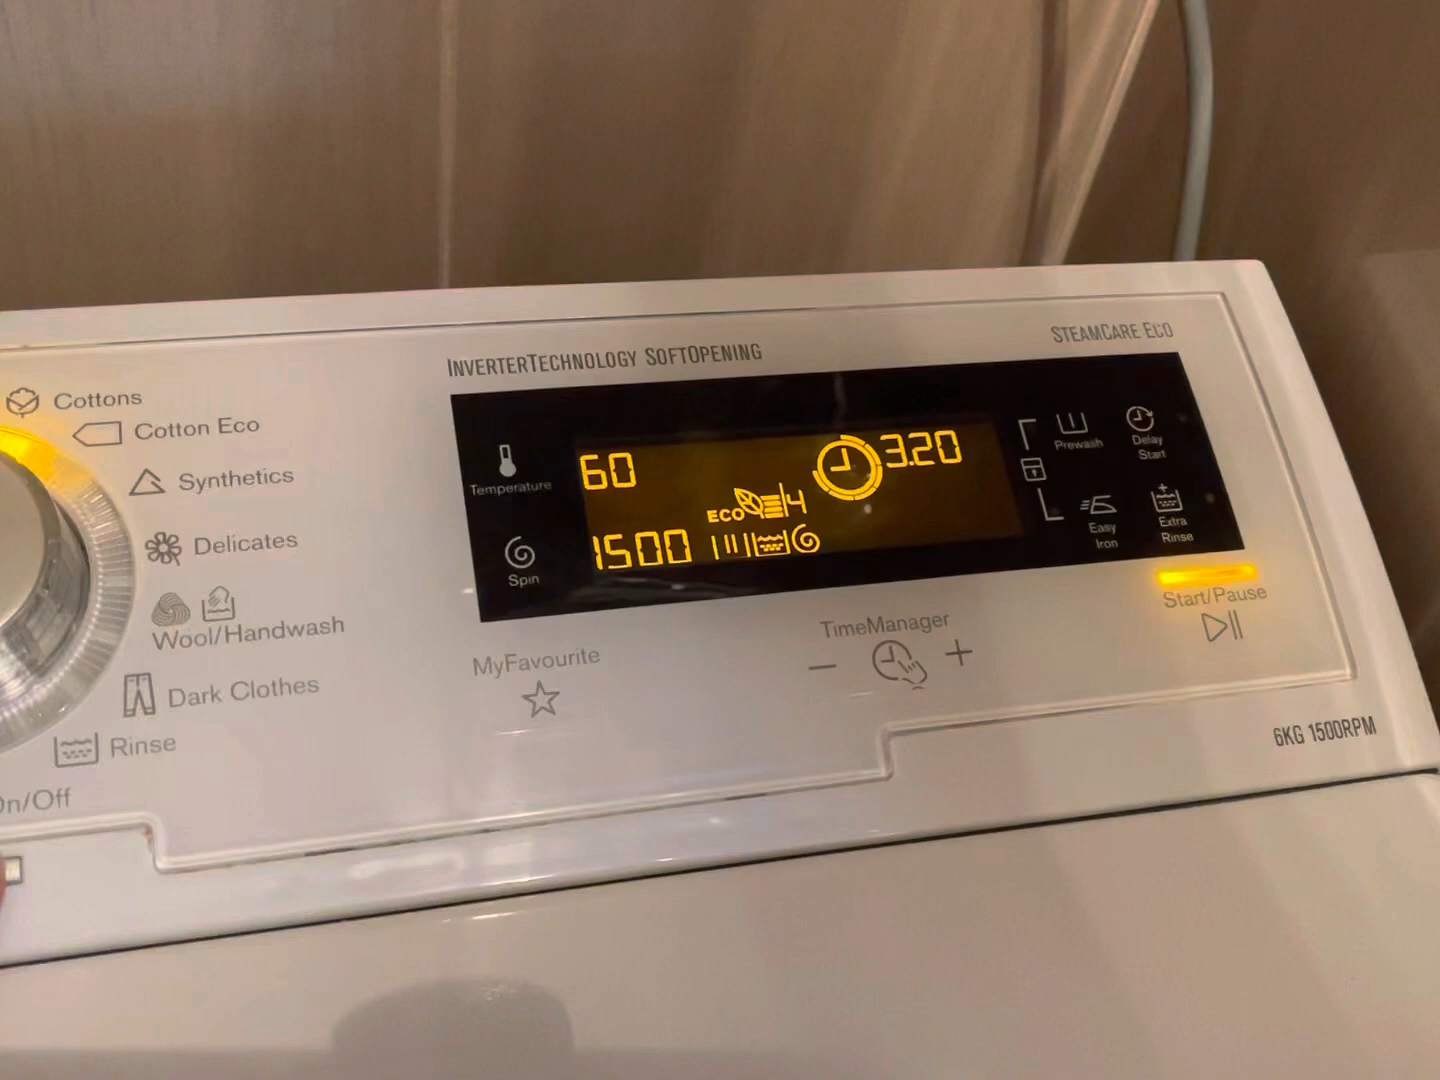 INVERTERTECHNOLOGY SOFTOPENING
STEAMCARE ECO
Cottons
Cotton Eco
Synthetics
Delicates
Wool/Handwash
Dark Clothes
Rinse
On/Off
Temperature
60
3.20
ECO
4
Spin
1500
Prewash
Delay
Start
Easy
Iron
Extra
Rinse
Start/Pause
MyFavourite
TimeManager
− +
6KG 1500RPM